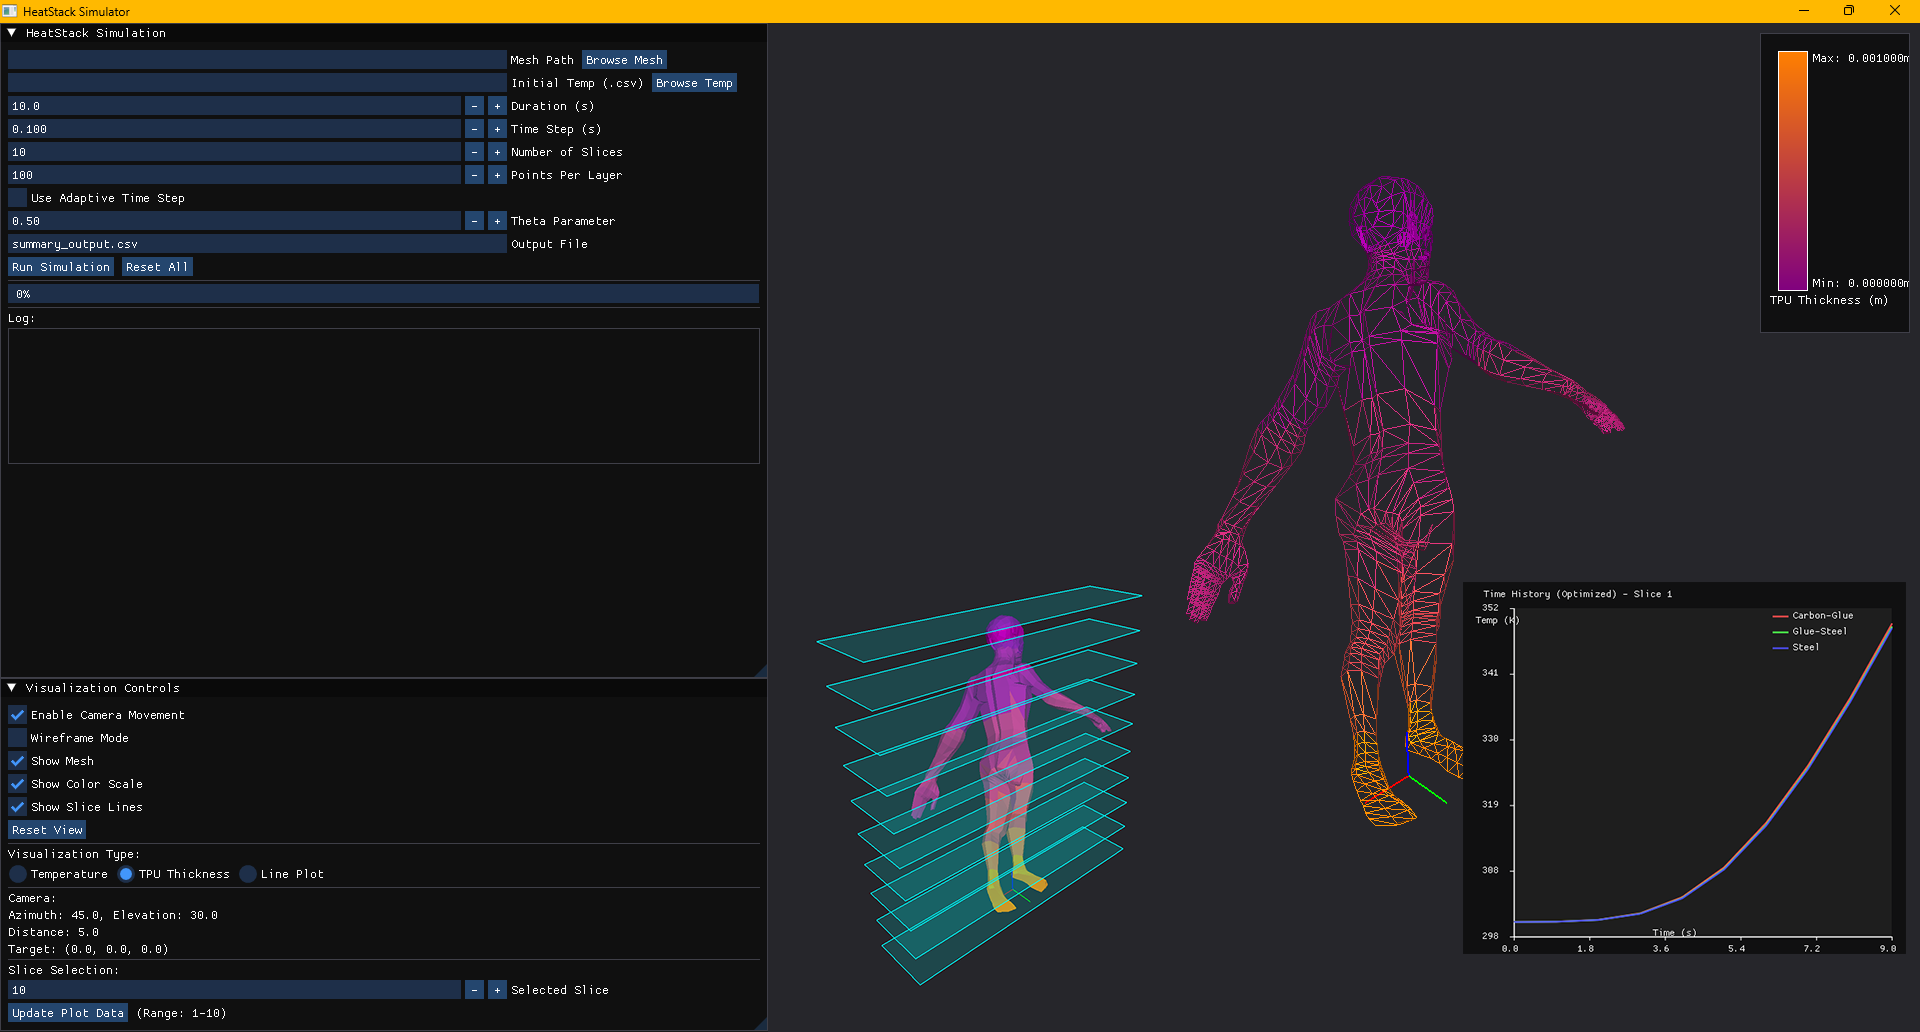 HeatStack Simulator
HeatStack Simulation
Mesh Path Browse Mesh
Initial Temp (.csv) Browse Temp
10.0 - + Duration (s)
0.100 - + Time Step (s)
10 - + Number of Slices
100 - + Points Per Layer
Use Adaptive Time Step
0.50 - + Theta Parameter
summary_output.csv Output File
Run Simulation Reset All
0%
Log:
Visualization Controls
Enable Camera Movement
Wireframe Mode
Show Mesh
Show Color Scale
Show Slice Lines
Reset View
Visualization Type:
Temperature TPU Thickness Line Plot
Camera:
Azimuth: 45.0, Elevation: 30.0
Distance: 5.0
Target: (0.0, 0.0, 0.0)
Slice Selection:
10 - + Selected Slice
Update Plot Data (Range: 1-10)
Max: 0.001000m
Min: 0.000000m
TPU Thickness (m)
Time History (Optimized) - Slice 1
352
Temp (K)
341
330
319
308
298
Carbon-Glue
Glue-Steel
Steel
Time (s)
0.0 1.8 3.6 5.4 7.2 9.0